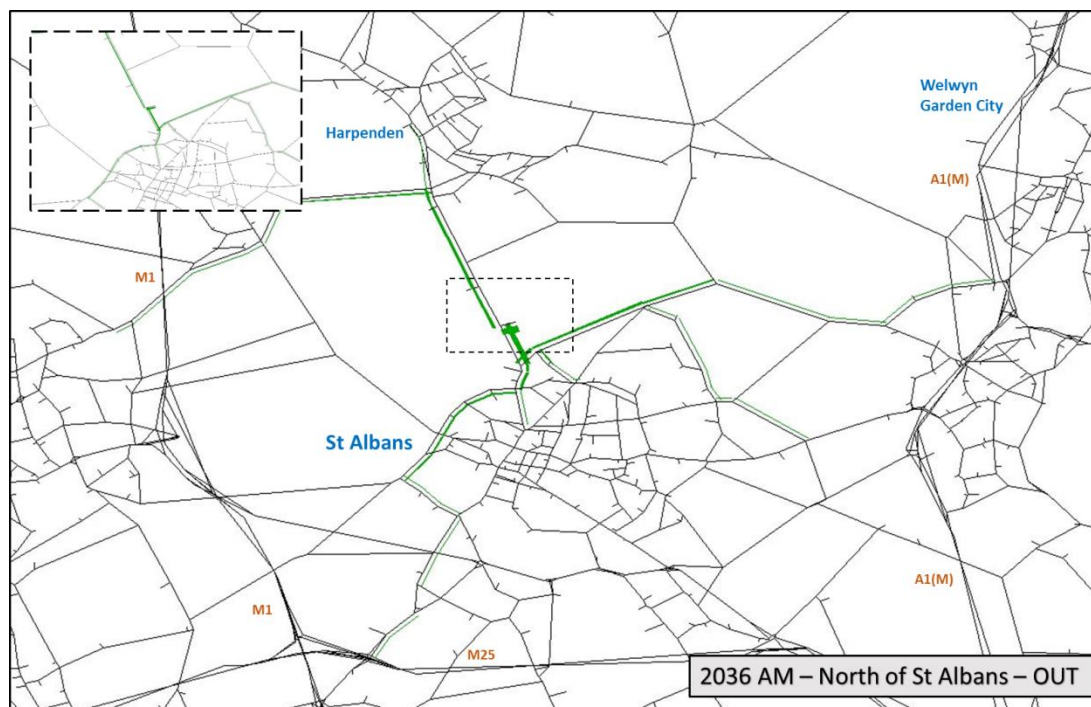 Welwyn
Garden City
Harpenden
A1(M)
M1
St Albans
A1(M)
M1
M25
2036 AM – North of St Albans – OUT